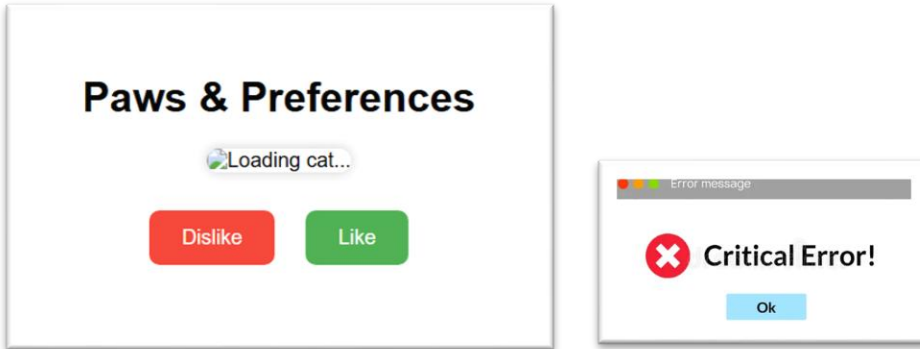 Paws & Preferences
Loading cat...
Dislike
Like
Error message
Critical Error!
Ok